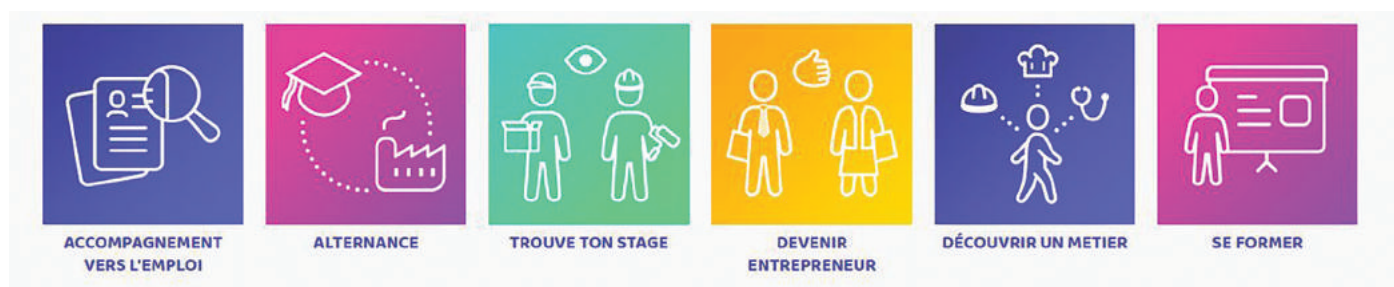 ACCOMPAGNEMENT
VERS L'EMPLOI
ALTERNANCE
TROUVE TON STAGE
DEVENIR
ENTREPRENEUR
DÉCOUVRIR UN METIER
SE FORMER